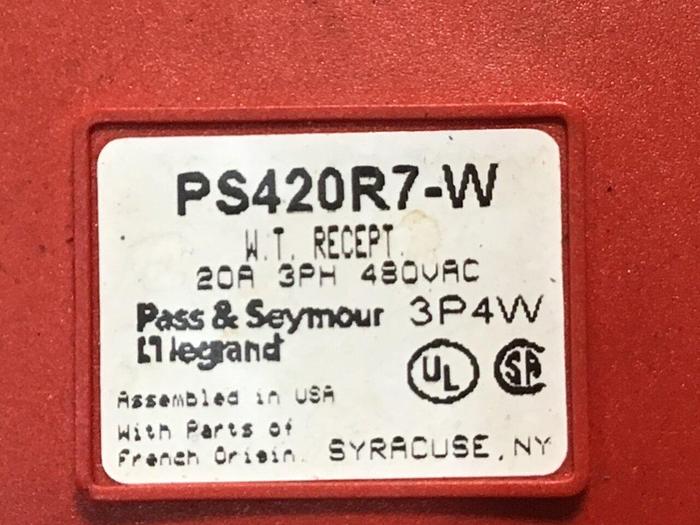 PS420R7-W
W.T. RECEPT.
20A 3PH 480VAC
Pass & Seymour 3P4W
legrand
UL SA
Assembled in USA
With Parts of
French Origin. SYRACUSE, NY